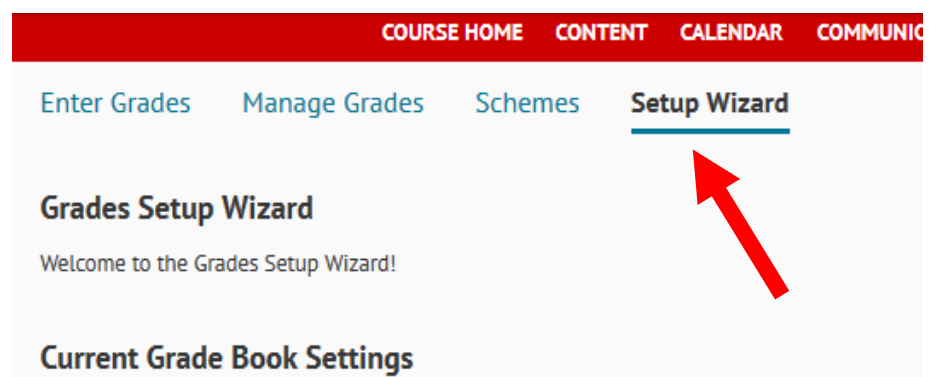 COURSE HOME CONTENT CALENDAR
Enter Grades Manage Grades Schemes Setup Wizard
Grades Setup Wizard
Welcome to the Grades Setup Wizard!
Current Grade Book Settings